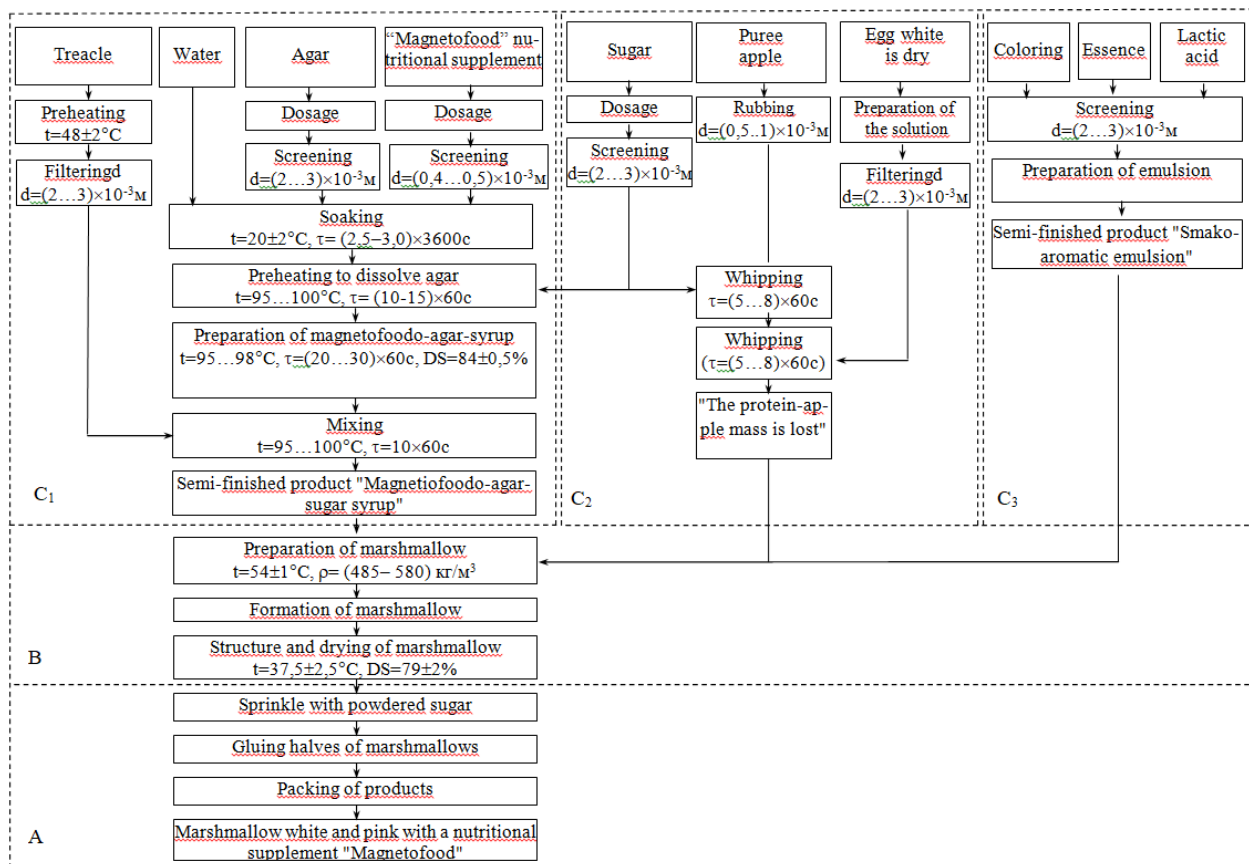 Treacle
Water
Agar
“Magnetofood” nu-
tritional supplement
Sugar
Puree
apple
Egg white
is dry
Coloring
Essence
Lactic
acid
Preheating
t=48±2°C
Dosage
Dosage
Dosage
Rubbing
d=(0,5..1)×10⁻³м
Preparation of
the solution
Screening
d=(2…3)×10⁻³м
Filteringd
d=(2…3)×10⁻³м
Screening
d=(2…3)×10⁻³м
Screening
d=(0,4…0,5)×10⁻³м
Screening
d=(2…3)×10⁻³м
Filteringd
d=(2…3)×10⁻³м
Preparation of emulsion
Soaking
t=20±2°C, τ= (2,5–3,0)×3600с
Semi-finished product "Smako-
aromatic emulsion"
Preheating to dissolve agar
t=95…100°C, τ= (10-15)×60с
Whipping
τ=(5…8)×60с
Preparation of magnetofoodo-agar-syrup
t=95…98°C, τ=(20…30)×60с, DS=84±0,5%
Whipping
(τ=(5…8)×60с)
"The protein-ap-
ple mass is lost"
Mixing
t=95…100°C, τ=10×60с
Semi-finished product "Magnetiofoodo-agar-
sugar syrup"
C₁
C₂
C₃
Preparation of marshmallow
t=54±1°C, ρ= (485– 580) кг/м³
Formation of marshmallow
Structure and drying of marshmallow
t=37,5±2,5°C, DS=79±2%
B
Sprinkle with powdered sugar
Gluing halves of marshmallows
Packing of products
Marshmallow white and pink with a nutritional
supplement "Magnetofood"
A